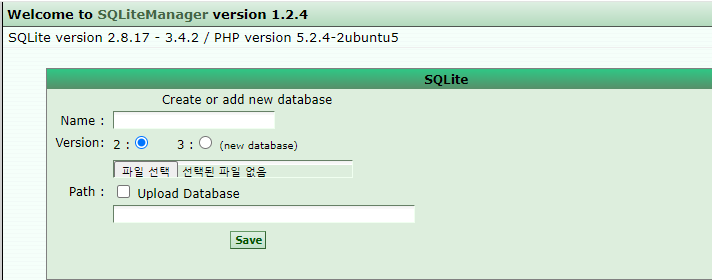 Welcome to SQLiteManager version 1.2.4
SQLite version 2.8.17 - 3.4.2 / PHP version 5.2.4-2ubuntu5
SQLite
Create or add new database
Name :
Version: 2 : 3 : (new database)
파일 선택 선택된 파일 없음
Path : Upload Database
Save